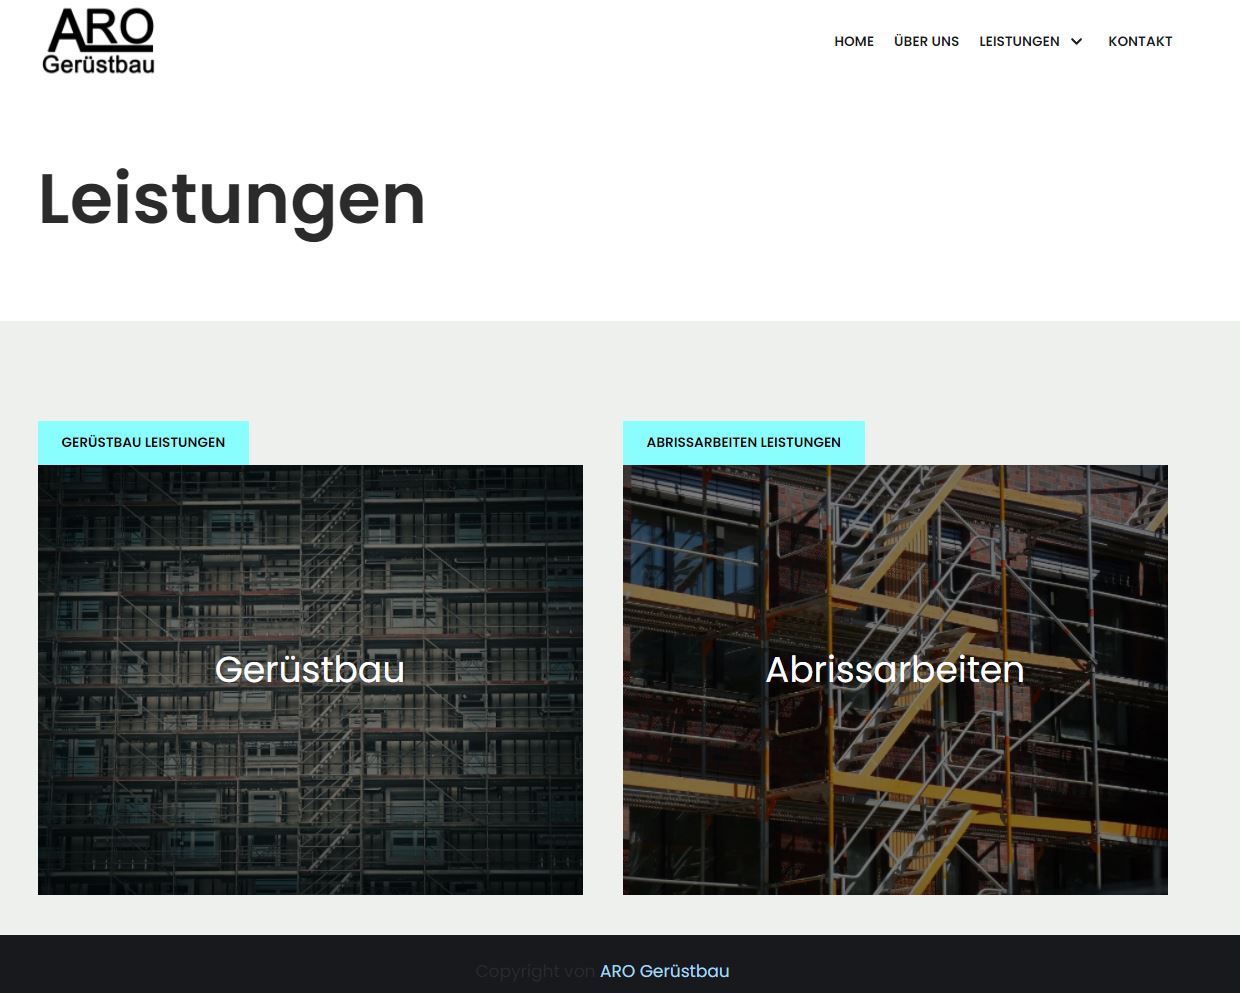 ARO
Gerüstbau
HOME ÜBER UNS LEISTUNGEN KONTAKT
Leistungen
GERÜSTBAU LEISTUNGEN
Gerüstbau
ABRISSARBEITEN LEISTUNGEN
Abrissarbeiten
Copyright von ARO Gerüstbau